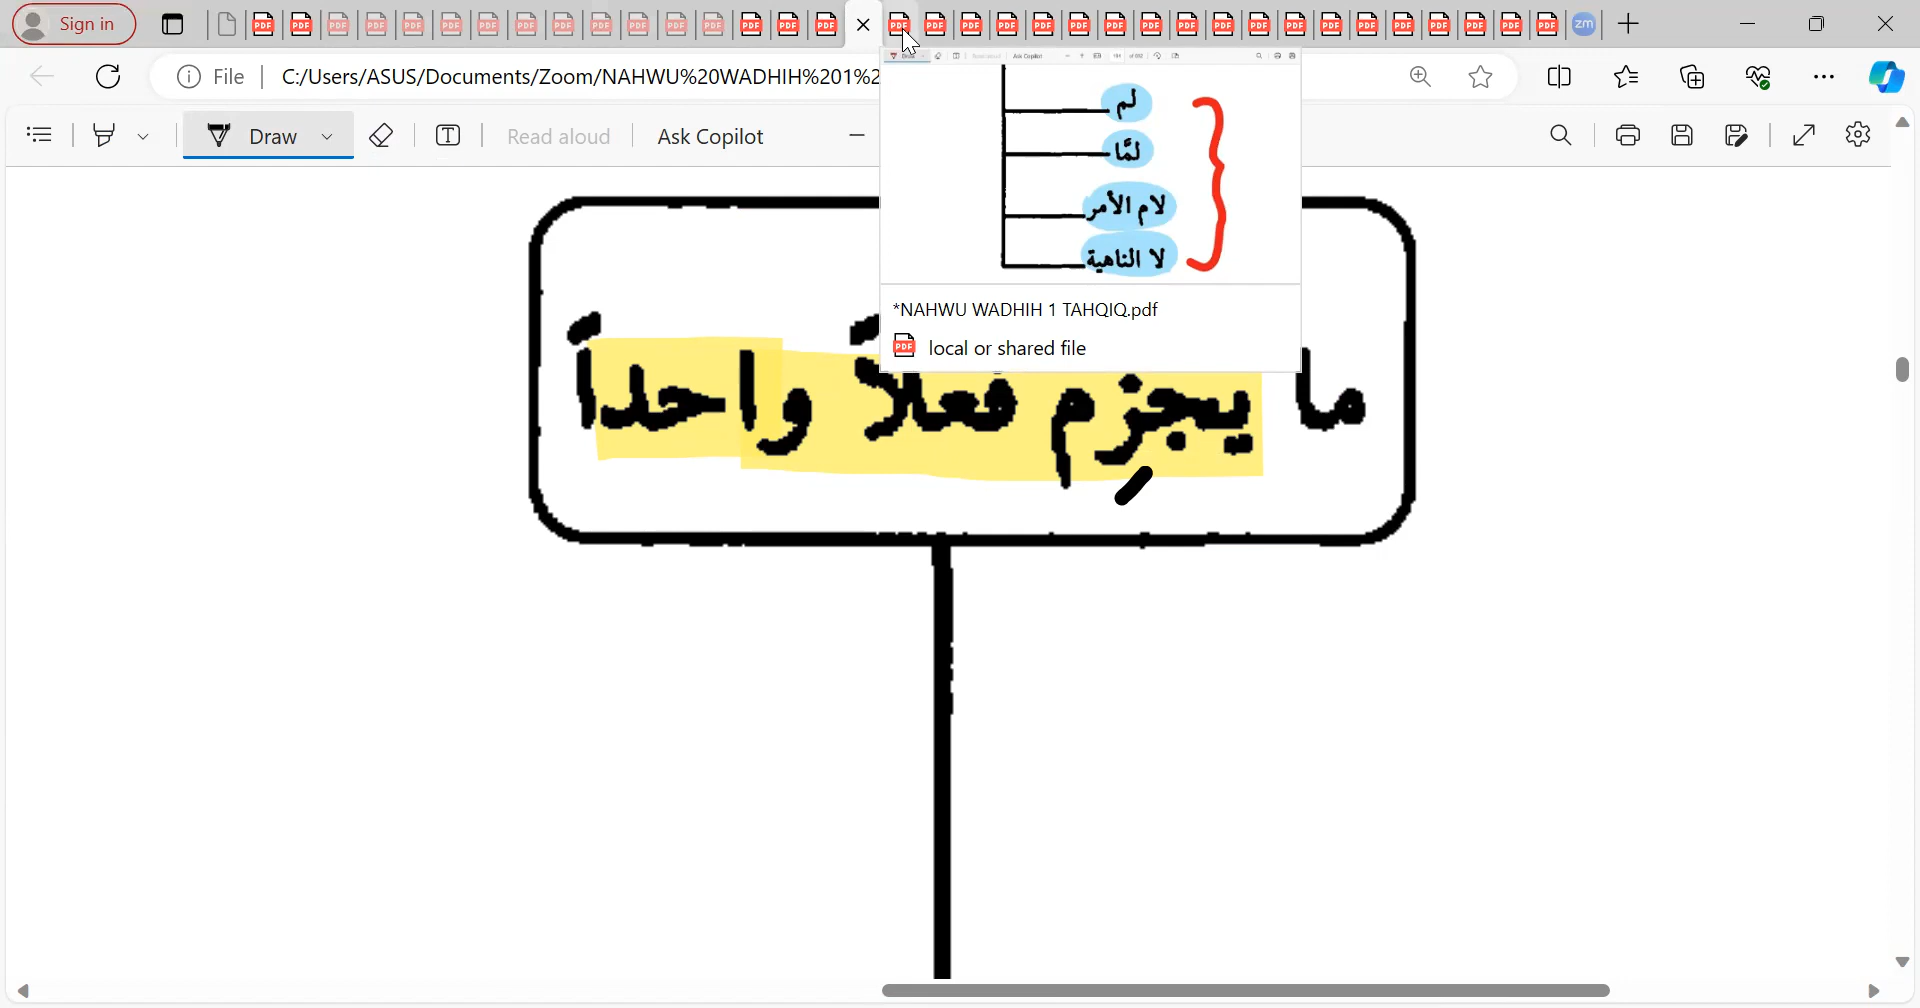 Sign in
File
C:/Users/ASUS/Documents/Zoom/NAHWU%20WADHIH%201%2
Draw
Read aloud
Ask Copilot
لم
لمَّا
لام الأمر
لا الناهية
*NAHWU WADHIH 1 TAHQIQ.pdf
local or shared file
ما يجزم فعلاً واحداً
zm